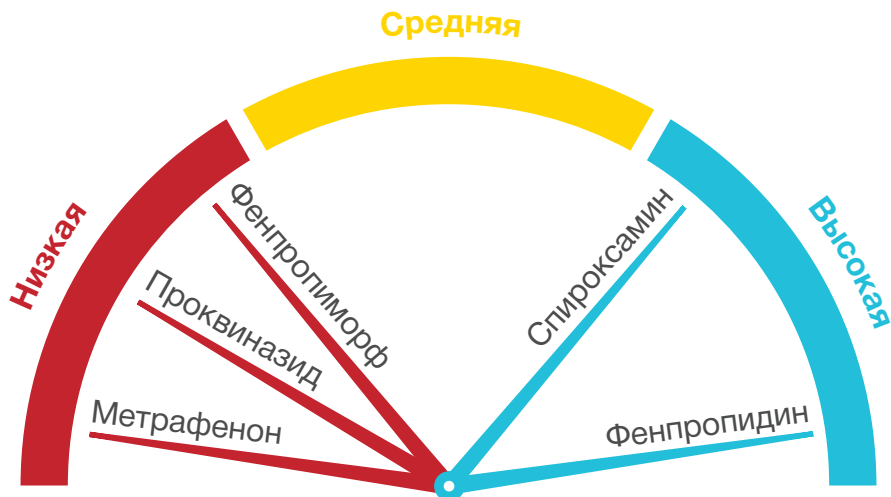 Средняя
Низкая
Высокая
Фенпропиморф
Проквиназид
Метрафенон
Спироксамин
Фенпропидин